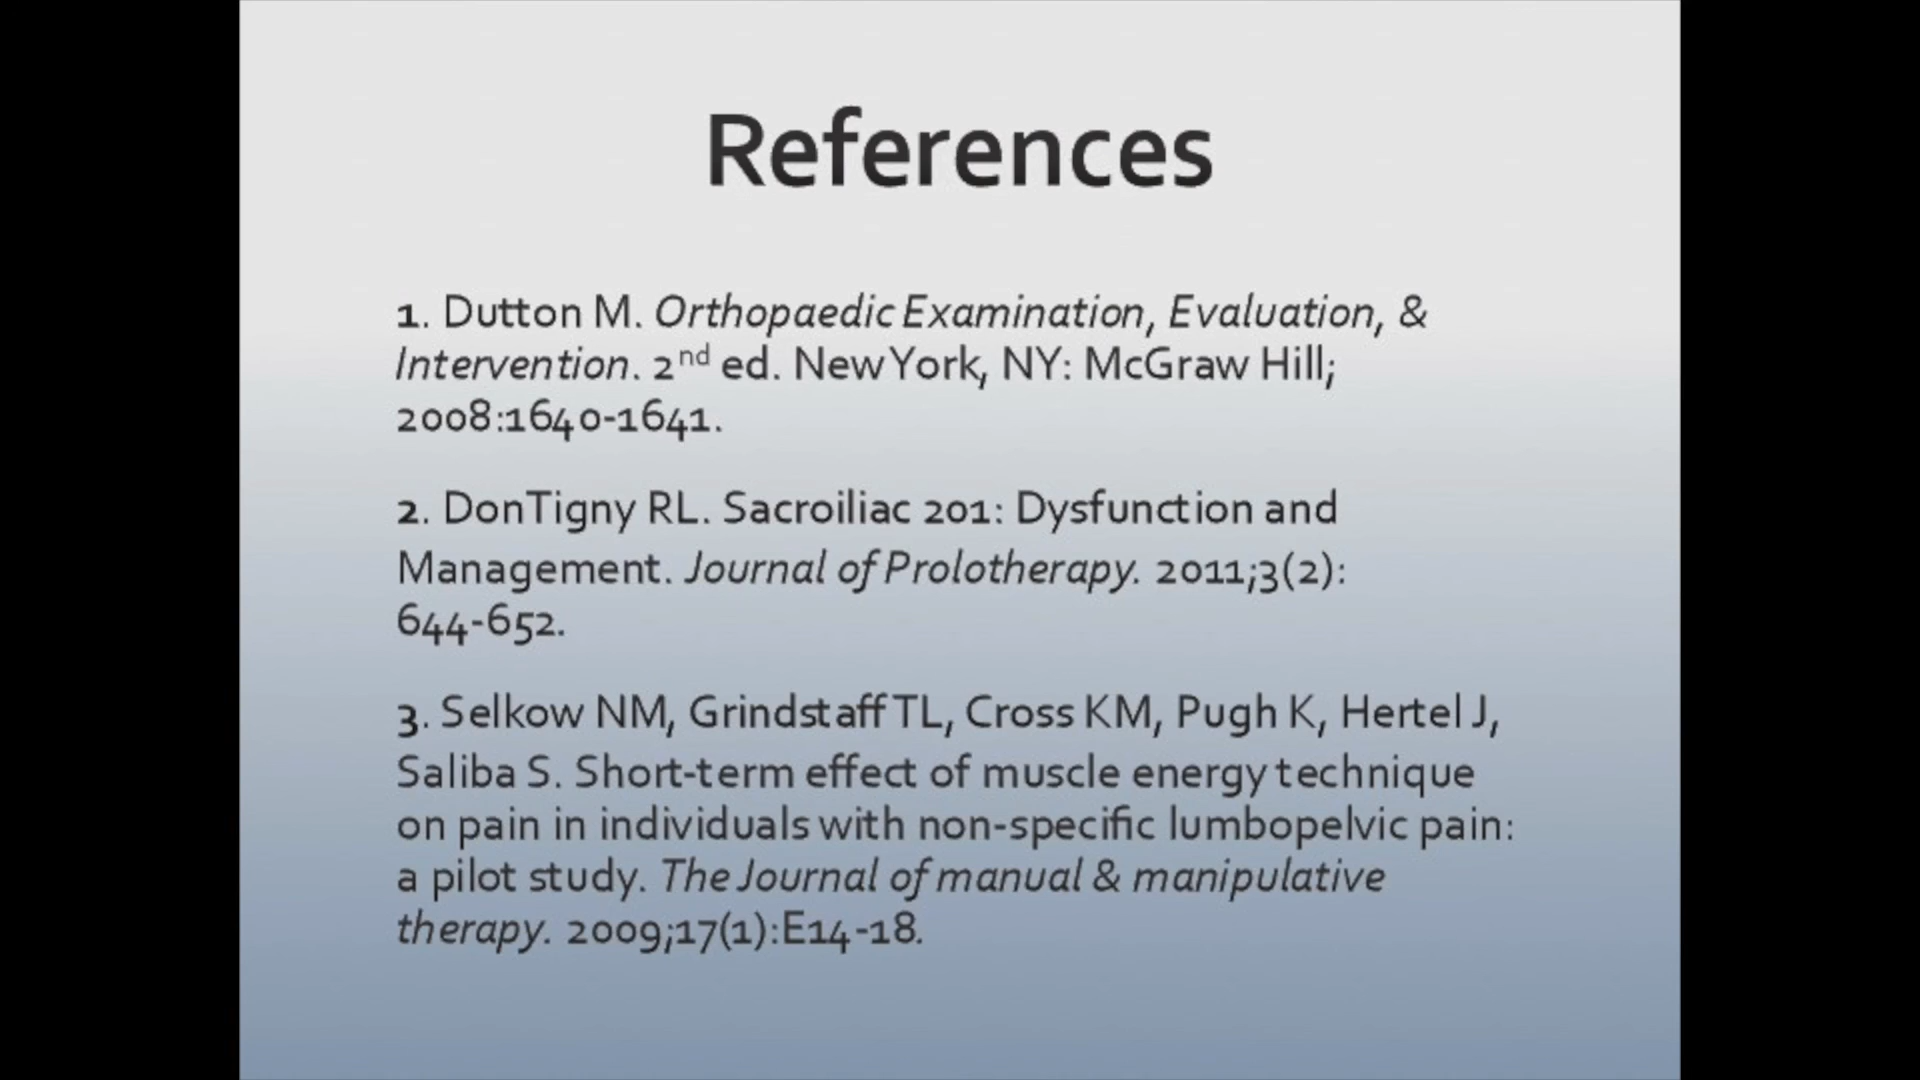 References
1. Dutton M. Orthopaedic Examination, Evaluation, &
Intervention. 2nd ed. New York, NY: McGraw Hill;
2008:1640-1641.
2. DonTigny RL. Sacroiliac 201: Dysfunction and
Management. Journal of Prolotherapy. 2011;3(2):
644-652.
3. Selkow NM, Grindstaff TL, Cross KM, Pugh K, Hertel J,
Saliba S. Short-term effect of muscle energy technique
on pain in individuals with non-specific lumbopelvic pain:
a pilot study. The Journal of manual & manipulative
therapy. 2009;17(1):E14-18.